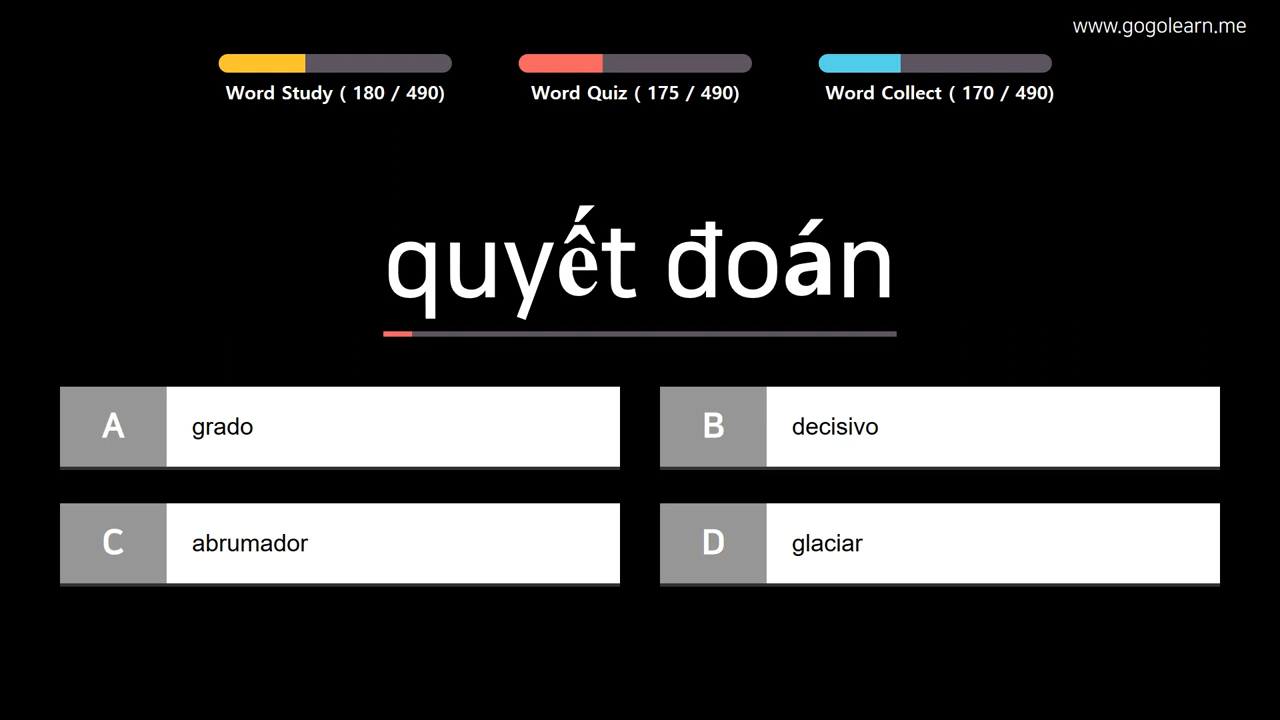 www.gogolearn.me
Word Study ( 180 / 490)
Word Quiz ( 175 / 490)
Word Collect ( 170 / 490)
quyết đoán
A grado
B decisivo
C abrumador
D glaciar